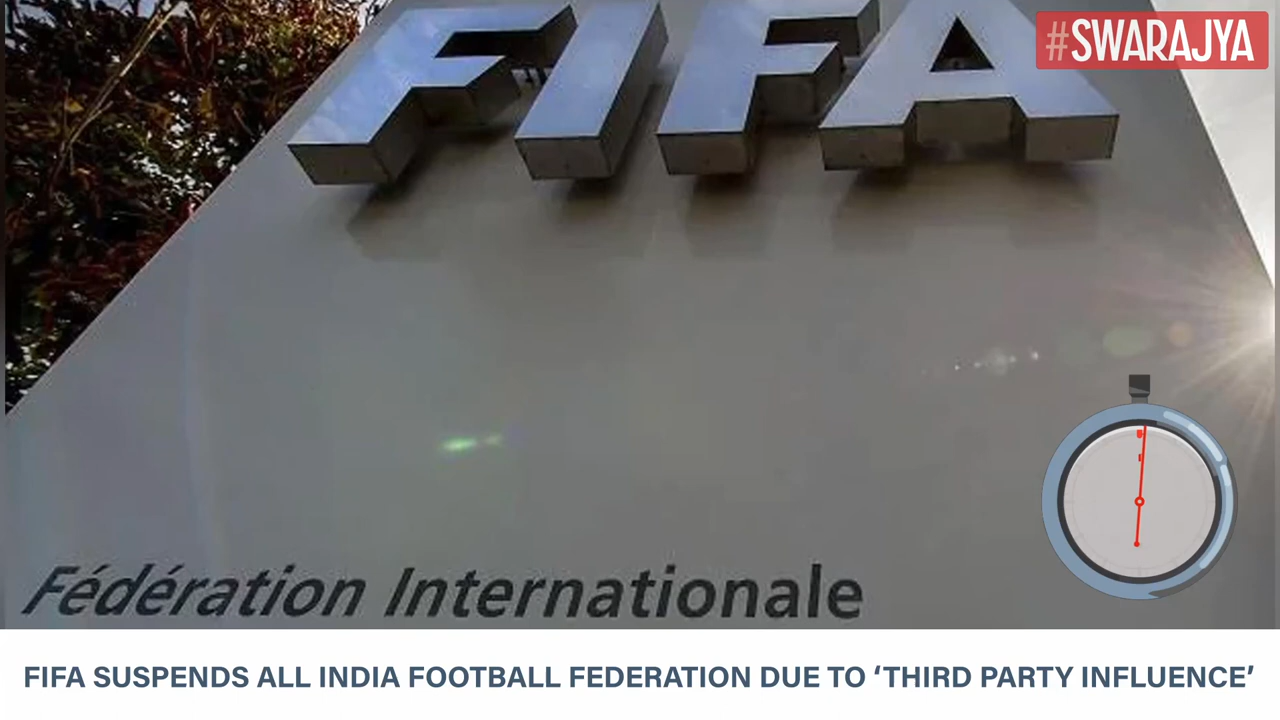 FIFA
#SWARAJYA
Fédération Internationale
FIFA SUSPENDS ALL INDIA FOOTBALL FEDERATION DUE TO ‘THIRD PARTY INFLUENCE’